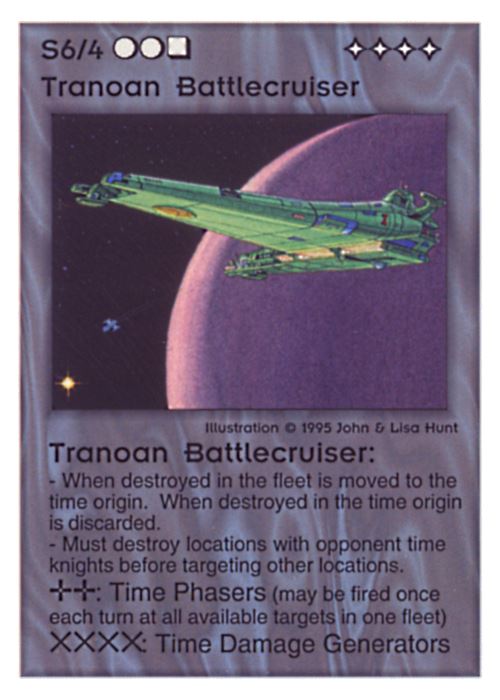 S6/4
Tranoan Battlecruiser
Illustration © 1995 John & Lisa Hunt
Tranoan Battlecruiser:
- When destroyed in the fleet is moved to the
time origin. When destroyed in the time origin
is discarded.
- Must destroy locations with opponent time
knights before targeting other locations.
++: Time Phasers (may be fired once
each turn at all available targets in one fleet)
XXXX: Time Damage Generators